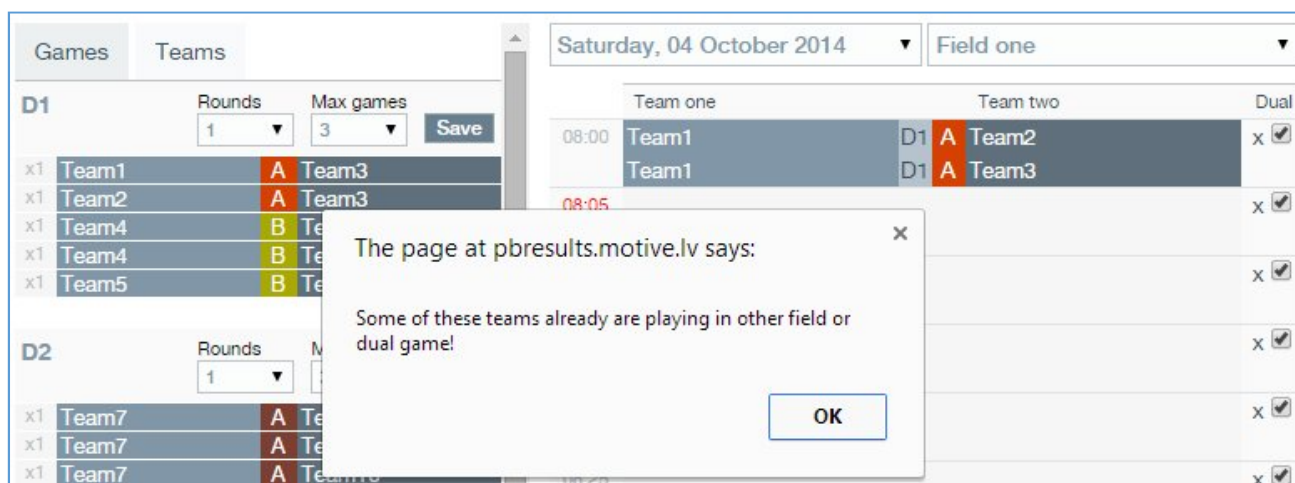 Games Teams
Saturday, 04 October 2014 Field one
D1 Rounds Max games
1 3 Save
Team one Team two Dual
08:00 Team1 D1 A Team2 x
Team1 D1 A Team3
x1 Team1 A Team3
x1 Team2 A Team3
08:05 x
x1 Team4 B
x1 Team4 B
x1 Team5 B
The page at pbresults.motive.lv says:
x
Some of these teams already are playing in other field or
dual game!
D2 Rounds
1
x
OK
x1 Team7 A
x
x1 Team7 A
x1 Team7 A
x